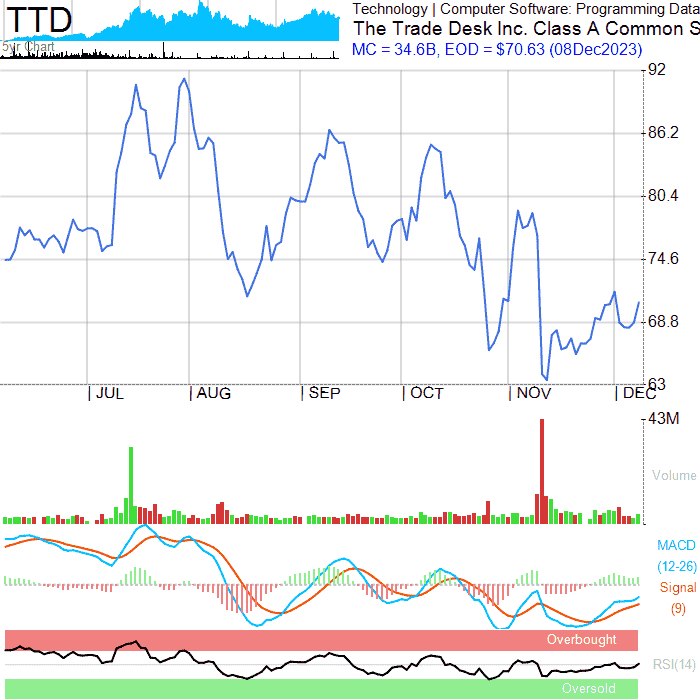 TTD
5yr Chart
Technology | Computer Software: Programming Data
The Trade Desk Inc. Class A Common S
MC = 34.6B, EOD = $70.63 (08Dec2023)
92
86.2
80.4
74.6
68.8
63
JUL AUG SEP OCT NOV DEC
43M
Volume
MACD
(12-26)
Signal
(9)
Overbought
RSI(14)
Oversold